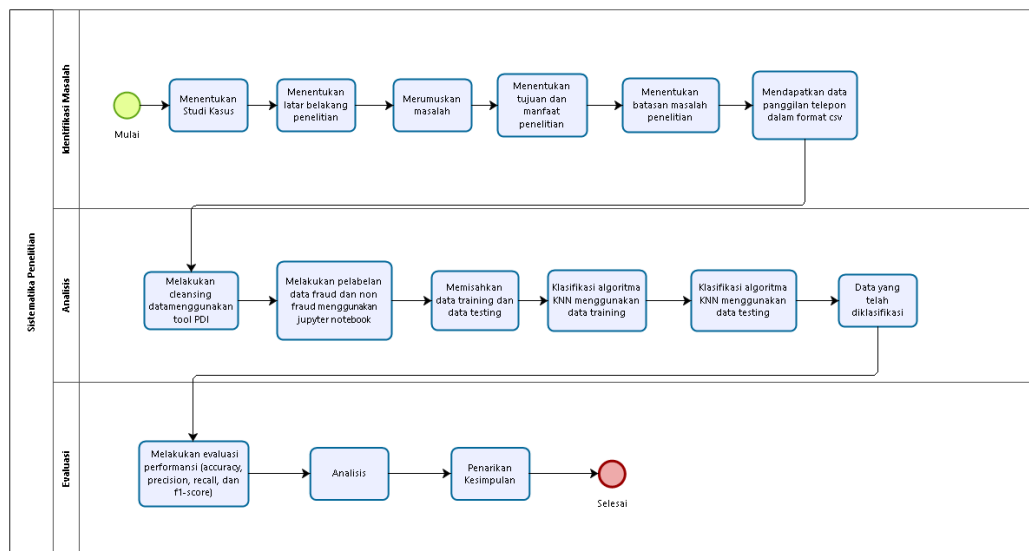 Sistematika Penelitian
Identifikasi Masalah
Mulai
Menentukan
Studi Kasus
Menentukan
latar belakang
penelitian
Merumuskan
masalah
Menentukan
tujuan dan
manfaat
penelitian
Menentukan
batasan masalah
penelitian
Mendapatkan data
panggilan telepon
dalam format csv
Analisis
Melakukan
cleansing
datamenggunakan
tool PDI
Melakukan pelabelan
data fraud dan non
fraud menggunakan
jupyter notebook
Memisahkan
data training dan
data testing
Klasifikasi algoritma
KNN menggunakan
data training
Klasifikasi algoritma
KNN menggunakan
data testing
Data yang
telah
diklasifikasi
Evaluasi
Melakukan evaluasi
performansi (accuracy,
precision, recall, dan
f1-score)
Analisis
Penarikan
Kesimpulan
Selesai